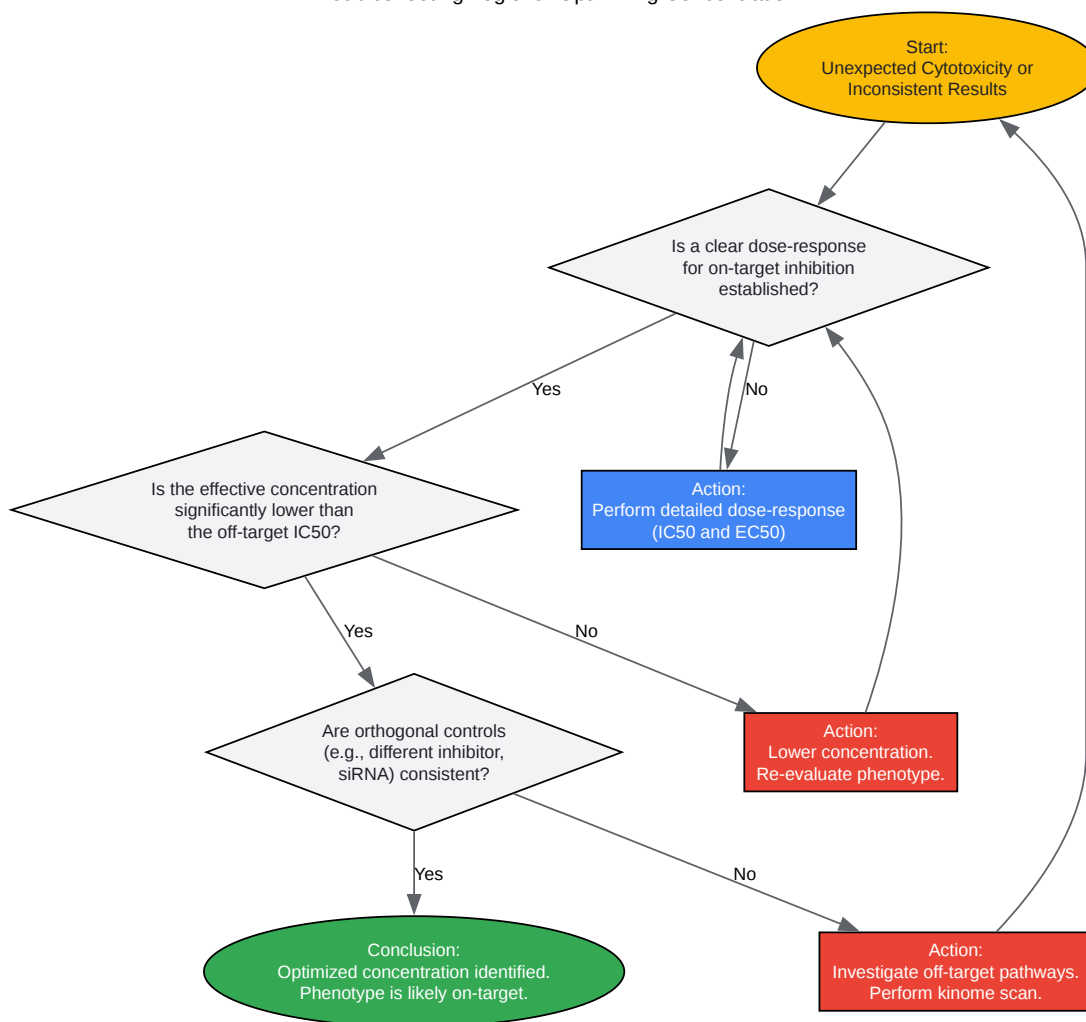 Start:
Unexpected Cytotoxicity or
Inconsistent Results
Is a clear dose-response
for on-target inhibition
established?
Yes
No
Is the effective concentration
significantly lower than
the off-target IC50?
Action:
Perform detailed dose-response
(IC50 and EC50)
Yes
No
Are orthogonal controls
(e.g., different inhibitor,
siRNA) consistent?
Action:
Lower concentration.
Re-evaluate phenotype.
Yes
No
Conclusion:
Optimized concentration identified.
Phenotype is likely on-target.
Action:
Investigate off-target pathways.
Perform kinome scan.